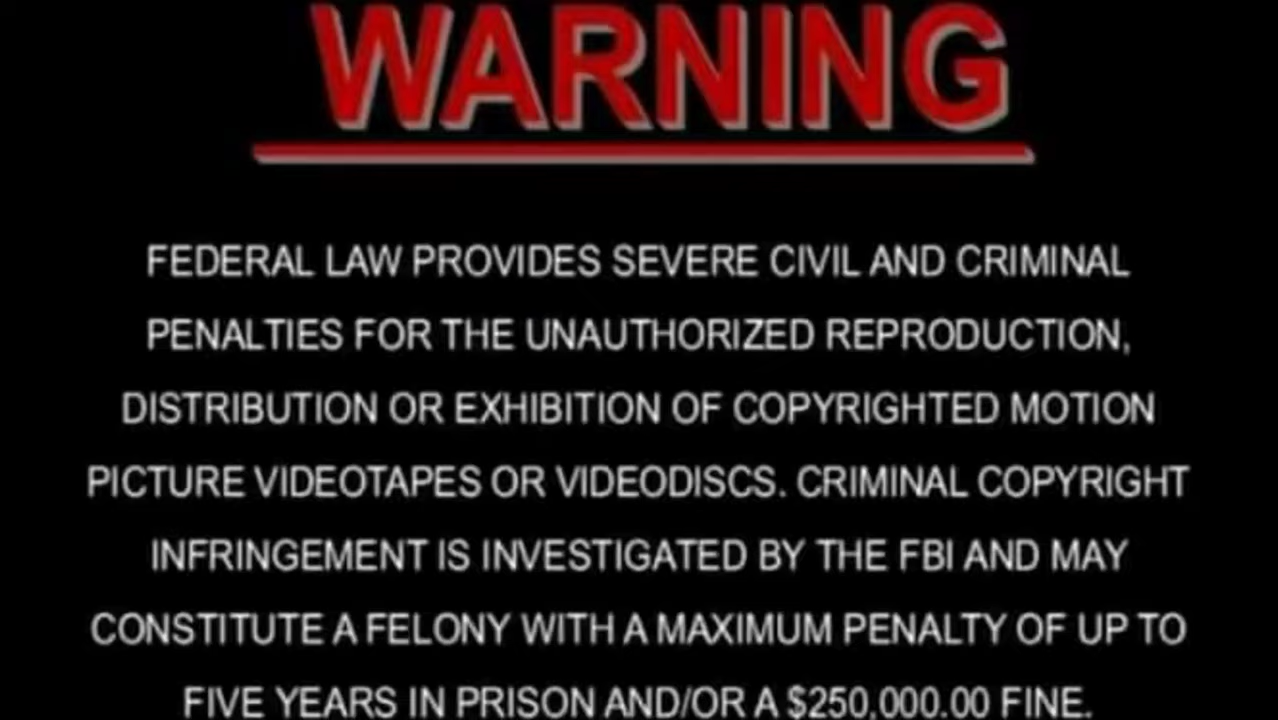 WARNING
FEDERAL LAW PROVIDES SEVERE CIVIL AND CRIMINAL
PENALTIES FOR THE UNAUTHORIZED REPRODUCTION,
DISTRIBUTION OR EXHIBITION OF COPYRIGHTED MOTION
PICTURE VIDEOTAPES OR VIDEODISCS. CRIMINAL COPYRIGHT
INFRINGEMENT IS INVESTIGATED BY THE FBI AND MAY
CONSTITUTE A FELONY WITH A MAXIMUM PENALTY OF UP TO
FIVE YEARS IN PRISON AND/OR A $250,000.00 FINE.